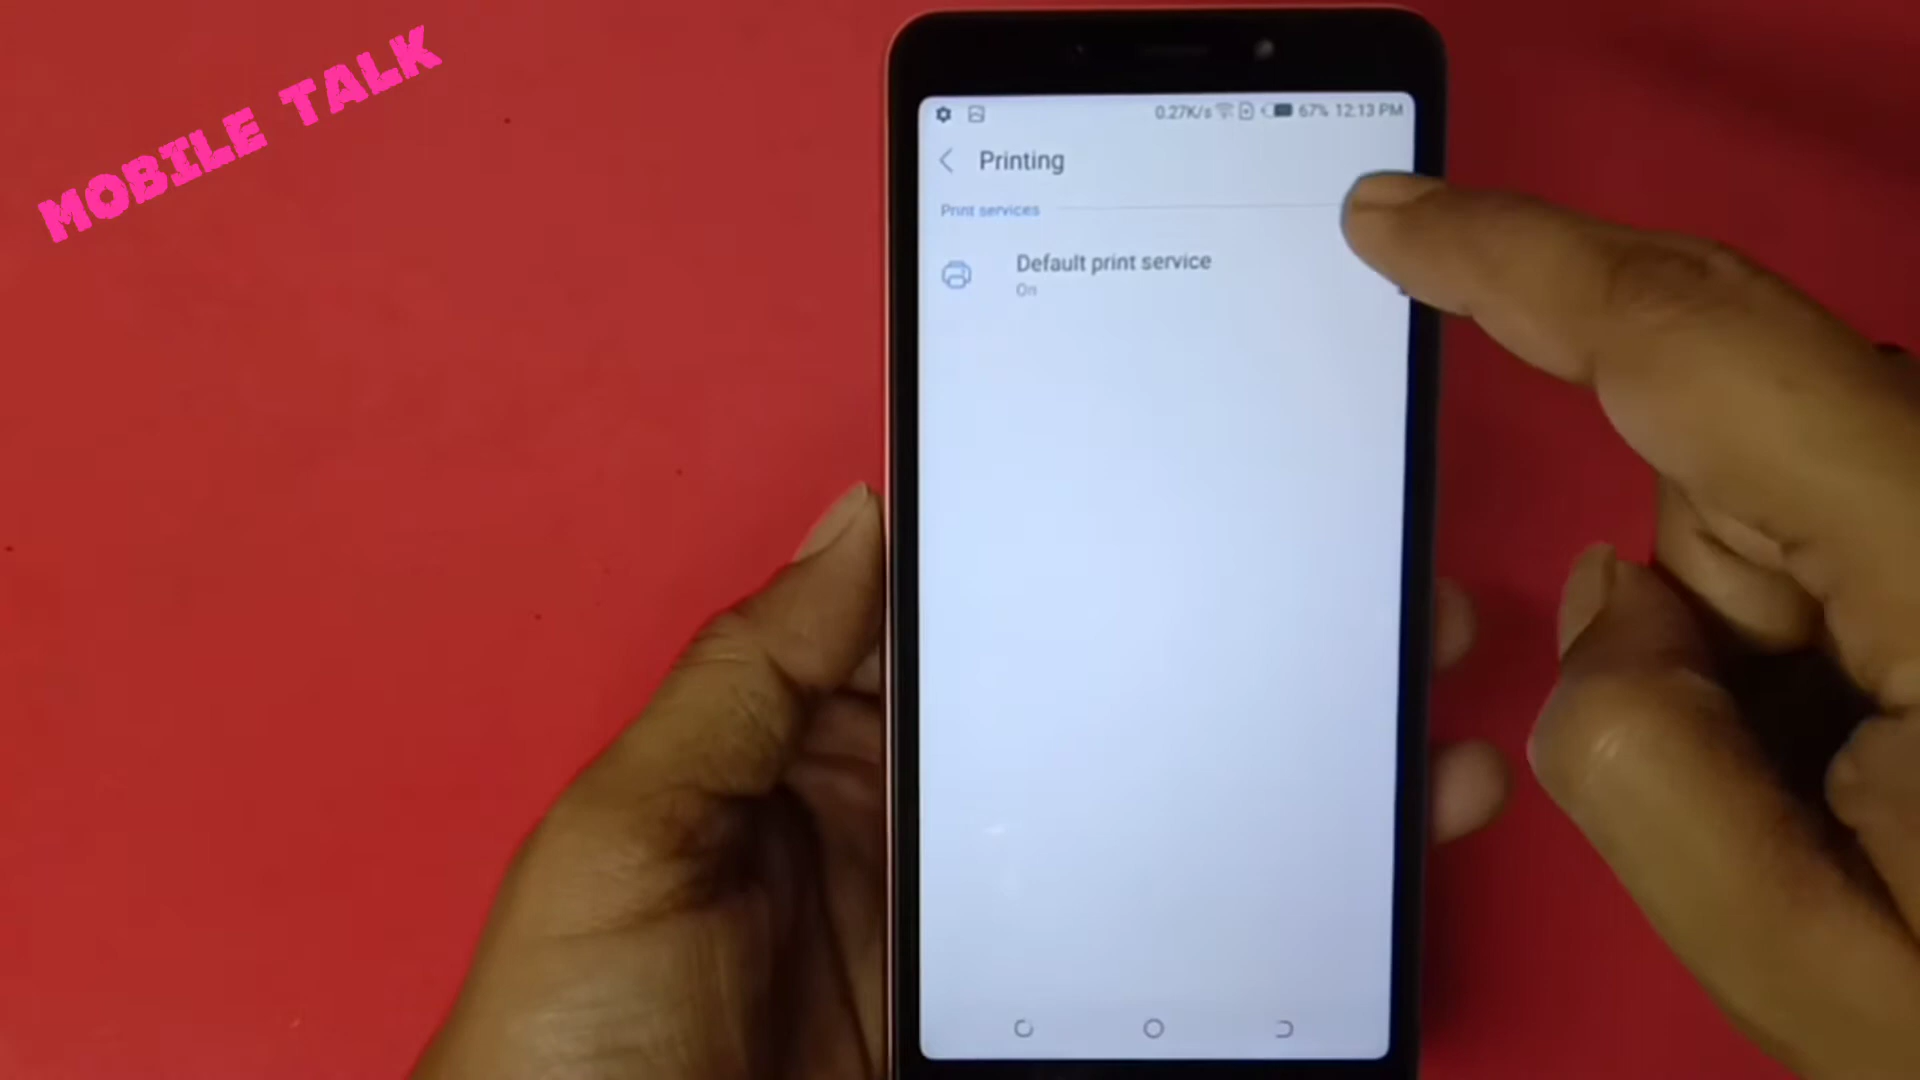 MOBILE TALK
0.27K/s 67% 12:13 PM
Printing
Print services
Default print service
On